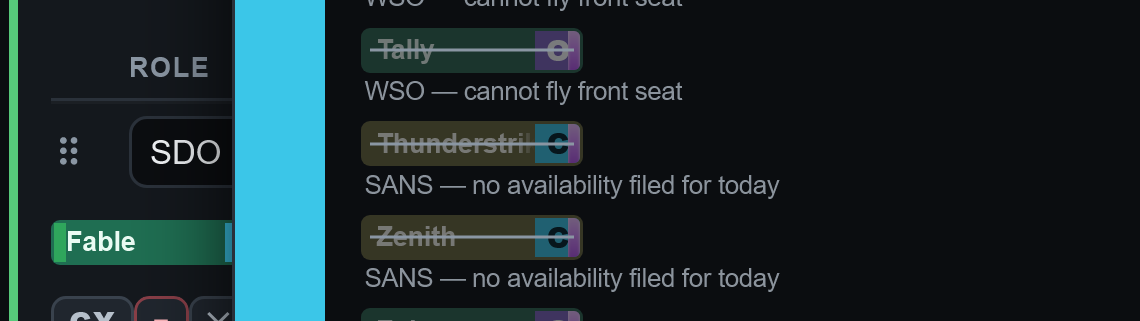 WSO — cannot fly front seat
Tally
WSO — cannot fly front seat
Thunderstri C
SANS — no availability filed for today
Zenith C
SANS — no availability filed for today
ROLE
SDO
Fable
CX